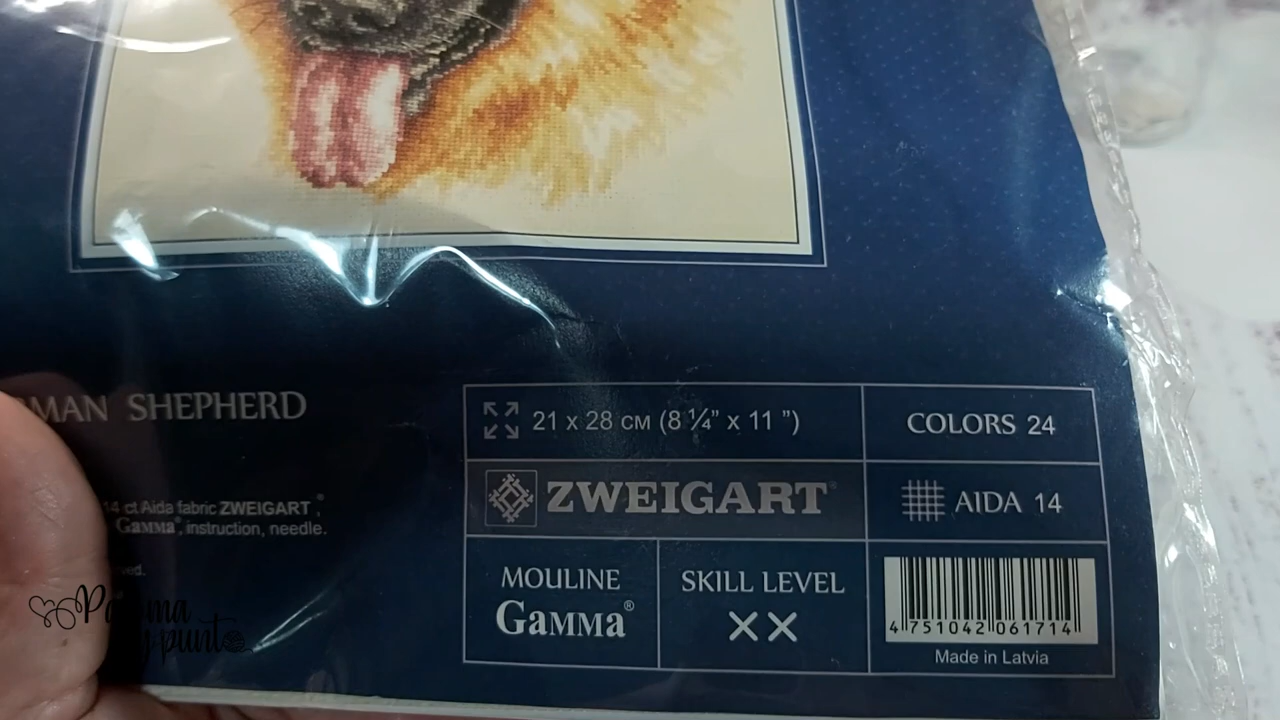 MAN SHEPHERD
14 ct Aida fabric ZWEIGART®,
GAMMA®, instruction, needle.
21 x 28 CM (8 ¼” x 11 ”)
COLORS 24
ZWEIGART®
AIDA 14
MOULINE
GAMMA®
SKILL LEVEL
XX
4 751042 061714
Made in Latvia